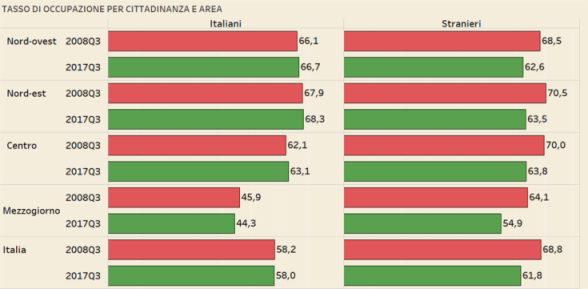 TASSO DI OCCUPAZIONE PER CITTADINANZA E AREA
Italiani Stranieri
Nord-ovest 2008Q3 66,1 68,5
2017Q3 66,7 62,6
Nord-est 2008Q3 67,9 70,5
2017Q3 68,3 63,5
Centro 2008Q3 62,1 70,0
2017Q3 63,1 63,8
Mezzogiorno 2008Q3 45,9 64,1
2017Q3 44,3 54,9
Italia 2008Q3 58,2 68,8
2017Q3 58,0 61,8